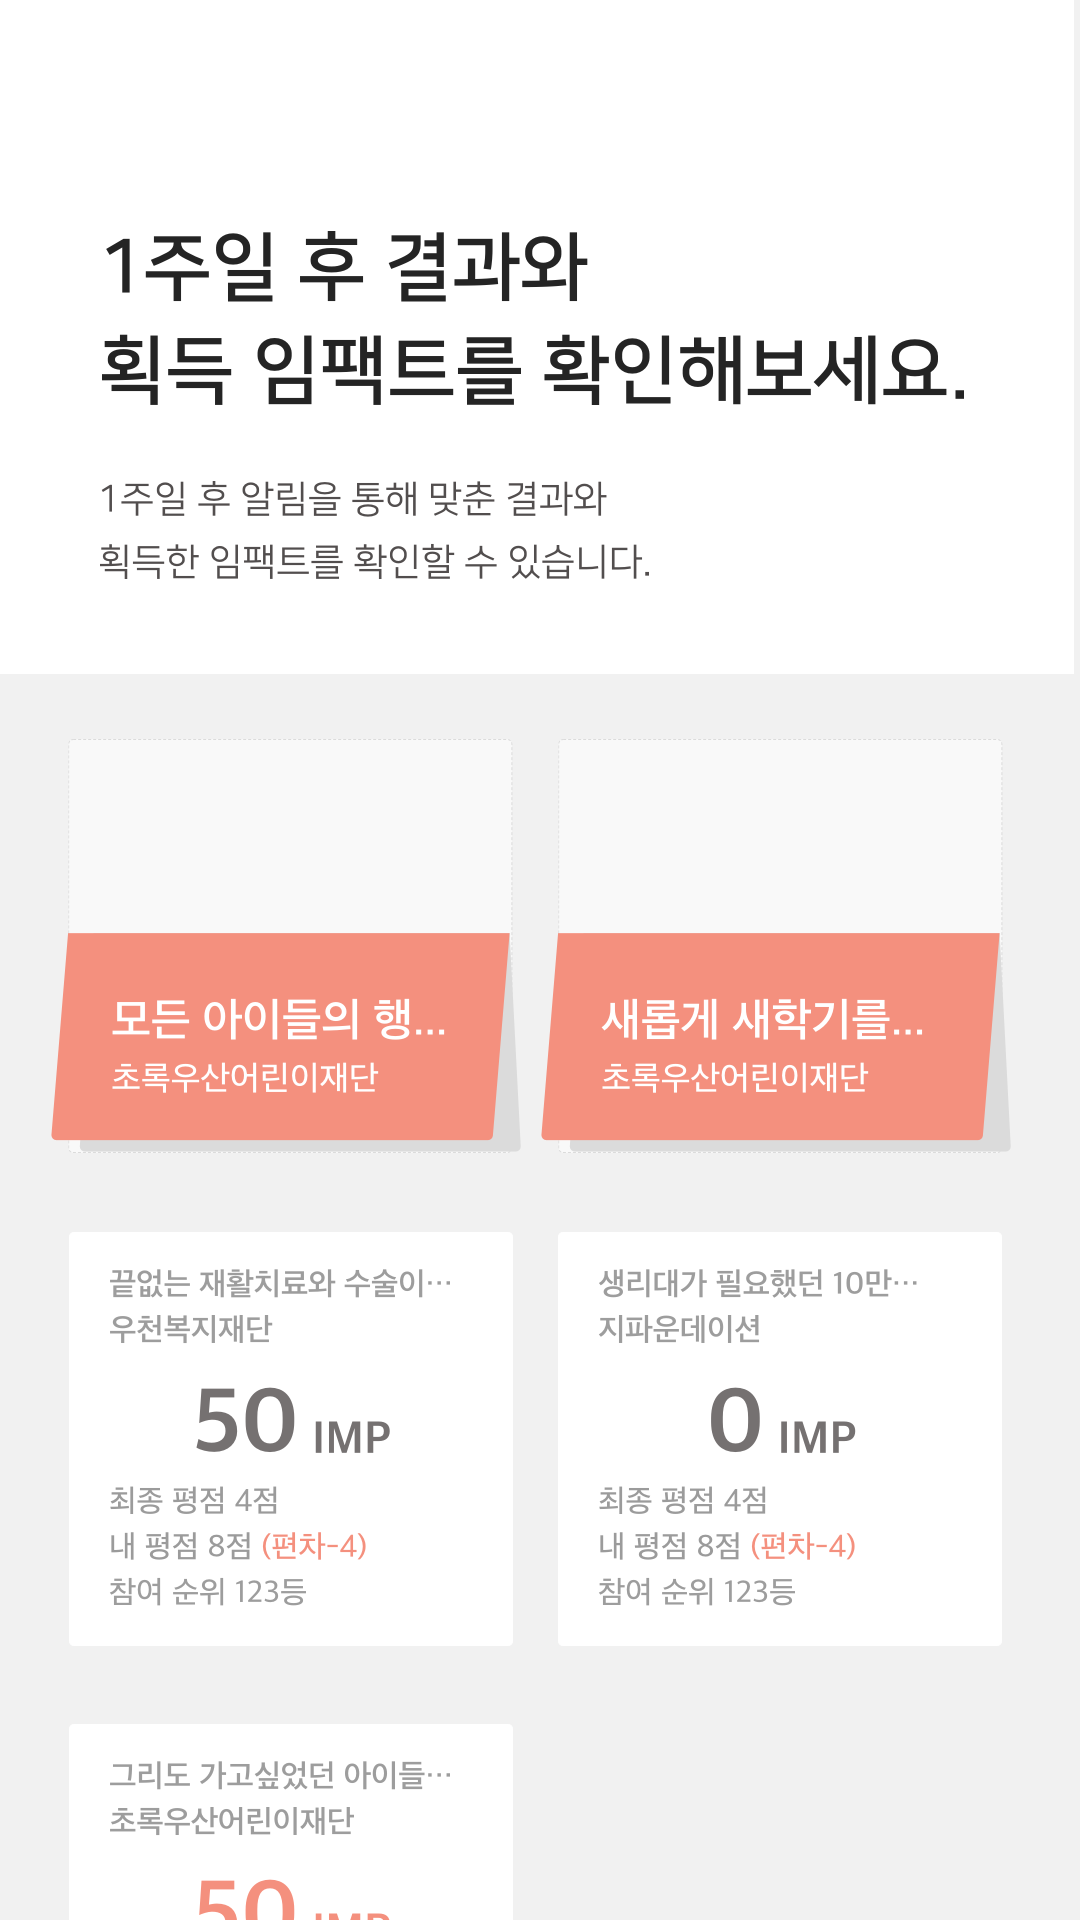 1주일 후 결과와
획득 임팩트를 확인해보세요.
1주일 후 알림을 통해 맞춘 결과와
획득한 임팩트를 확인할 수 있습니다.
모든 아이들의 행...
초록우산어린이재단
새롭게 새학기를...
초록우산어린이재단
끝없는 재활치료와 수술이…
우천복지재단
50 IMP
최종 평점 4점
내 평점 8점 (편차-4)
참여 순위 123등
생리대가 필요했던 10만…
지파운데이션
0 IMP
최종 평점 4점
내 평점 8점 (편차-4)
참여 순위 123등
그리도 가고싶었던 아이들…
초록우산어린이재단
50 IMP